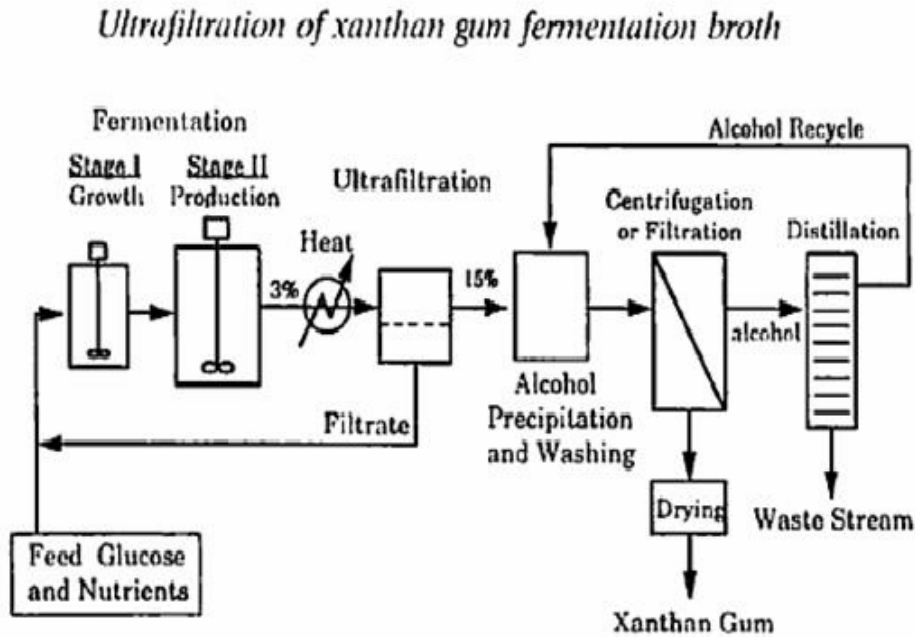 Ultrafiltration of xanthan gum fermentation broth
Fermentation
Stage I
Growth
Stage II
Production
Ultrafiltration
Heat
3%
15%
Alcohol Recycle
Centrifugation
or Filtration
Distillation
alcohol
Alcohol
Precipitation
and Washing
Filtrate
Drying
Waste Stream
Feed Glucose
and Nutrients
Xanthan Gum